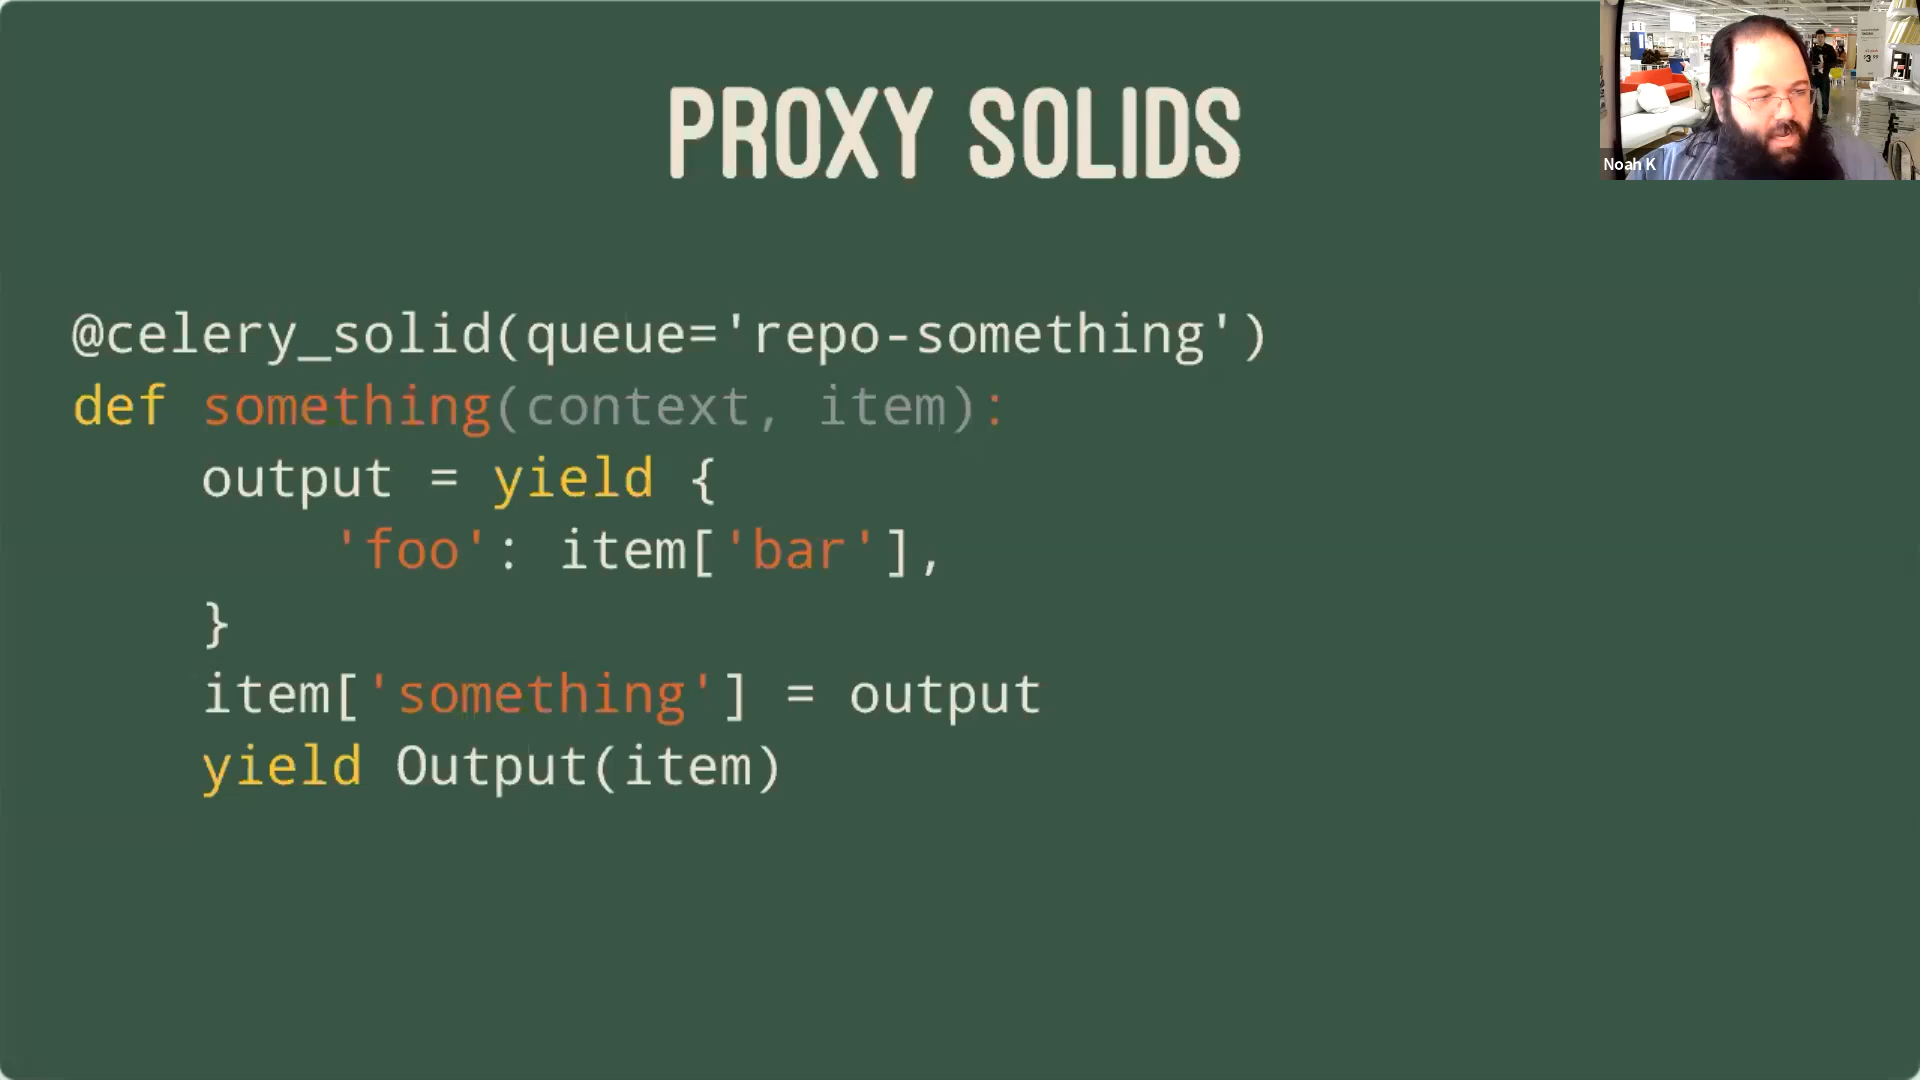 PROXY SOLIDS
@celery_solid(queue='repo-something')
def something(context, item):
    output = yield {
        'foo': item['bar'],
    }
    item['something'] = output
    yield Output(item)
Noah K